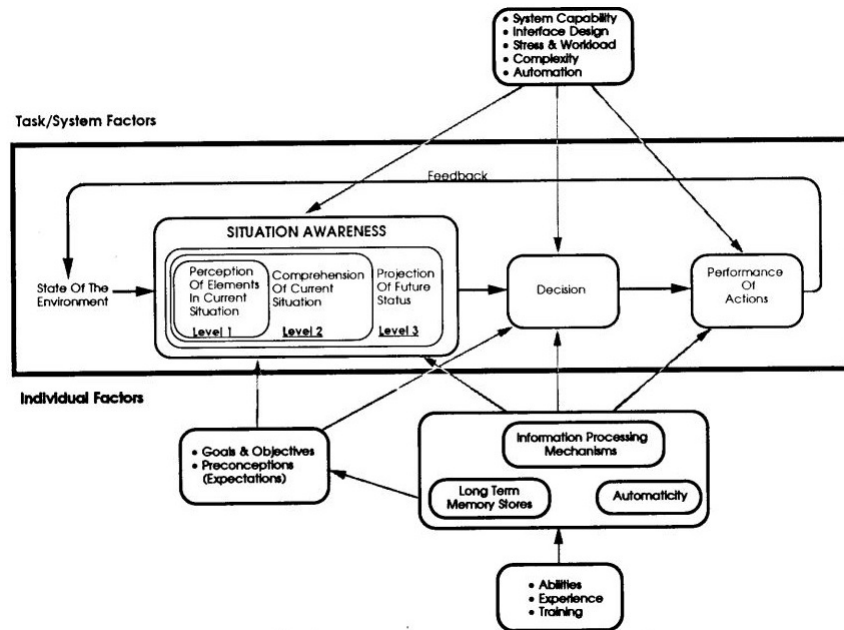 • System Capability
• Interface Design
• Stress & Workload
• Complexity
• Automation
Task/System Factors
Feedback
SITUATION AWARENESS
Perception
Of Elements
In Current
Situation
Level 1
Comprehension
Of Current
Situation
Level 2
Projection
Of Future
Status
Level 3
State Of The
Environment
Decision
Performance
Of
Actions
Individual Factors
• Goals & Objectives
• Preconceptions
(Expectations)
Information Processing
Mechanisms
Long Term
Memory Stores
Automaticity
• Abilities
• Experience
• Training